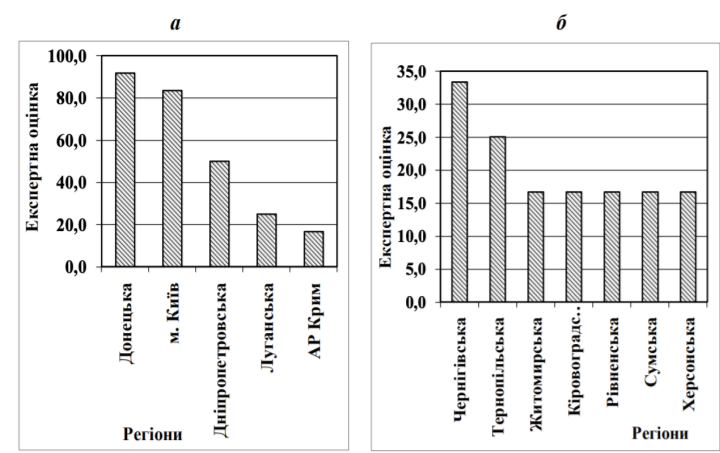 а
100,0
80,0
60,0
40,0
20,0
0,0
Експертна оцінка
Донецька
м. Київ
Дніпропетровська
Луганська
АР Крим
Регіони
б
35,0
30,0
25,0
20,0
15,0
10,0
5,0
0,0
Експертна оцінка
Чернігівська
Тернопільська
Житомирська
Кіровоградс..
Рівненська
Сумська
Херсонська
Регіони